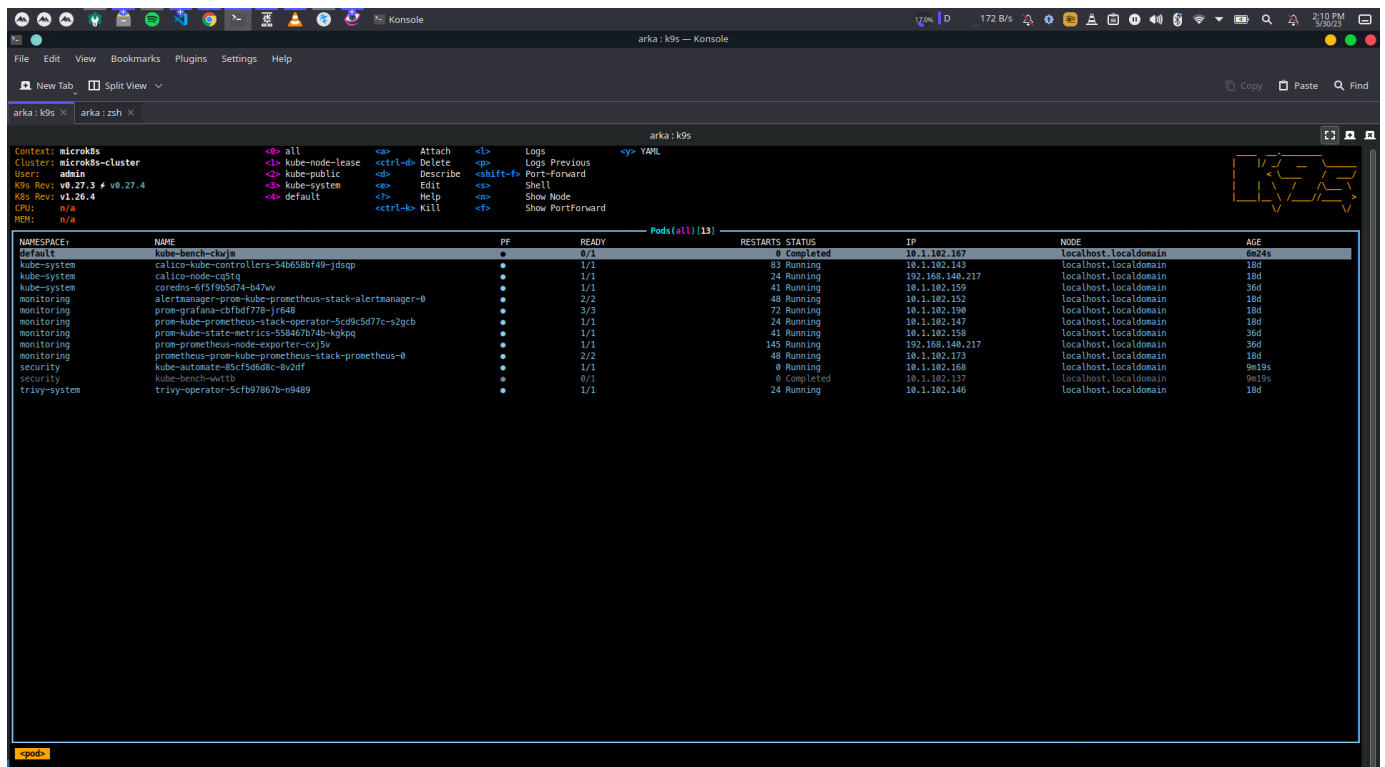 Konsole 17.0% D 172 B/s 2:10 PM
5/30/23
arka : k9s — Konsole
File Edit View Bookmarks Plugins Settings Help
New Tab Split View Copy Paste Find
arka : k9s arka : zsh
arka : k9s
Context: microk8s <0> all <a> Attach <l> Logs <y> YAML
Cluster: microk8s-cluster <1> kube-node-lease <ctrl-d> Delete <p> Logs Previous
User: admin <2> kube-public <d> Describe <shift-f> Port-Forward
K9s Rev: v0.27.3 ⚡ v0.27.4 <3> kube-system <e> Edit <s> Shell
K8s Rev: v1.26.4 <4> default <?> Help <n> Show Node
CPU: n/a <ctrl-k> Kill <f> Show PortForward
MEM: n/a
Pods(all)[13]
NAMESPACE↑ NAME PF READY RESTARTS STATUS IP NODE AGE
default kube-bench-ckwjm ● 0/1 0 Completed 10.1.102.167 localhost.localdomain 6m24s
kube-system calico-kube-controllers-54b658bf49-jdsqp ● 1/1 83 Running 10.1.102.143 localhost.localdomain 18d
kube-system calico-node-cq5tq ● 1/1 24 Running 192.168.140.217 localhost.localdomain 18d
kube-system coredns-6f5f9b5d74-b47wv ● 1/1 41 Running 10.1.102.159 localhost.localdomain 36d
monitoring alertmanager-prom-kube-prometheus-stack-alertmanager-0 ● 2/2 48 Running 10.1.102.152 localhost.localdomain 18d
monitoring prom-grafana-cbfbdf778-jr648 ● 3/3 72 Running 10.1.102.190 localhost.localdomain 18d
monitoring prom-kube-prometheus-stack-operator-5cd9c5d77c-s2gcb ● 1/1 24 Running 10.1.102.147 localhost.localdomain 18d
monitoring prom-kube-state-metrics-558467b74b-kgkpq ● 1/1 41 Running 10.1.102.158 localhost.localdomain 36d
monitoring prom-prometheus-node-exporter-cxj5v ● 1/1 145 Running 192.168.140.217 localhost.localdomain 36d
monitoring prometheus-prom-kube-prometheus-stack-prometheus-0 ● 2/2 48 Running 10.1.102.173 localhost.localdomain 18d
security kube-automate-85cf5d6d8c-8v2df ● 1/1 0 Running 10.1.102.168 localhost.localdomain 9m19s
security kube-bench-wwttb ● 0/1 0 Completed 10.1.102.137 localhost.localdomain 9m19s
trivy-system trivy-operator-5cfb97867b-n9489 ● 1/1 24 Running 10.1.102.146 localhost.localdomain 18d
<pod>